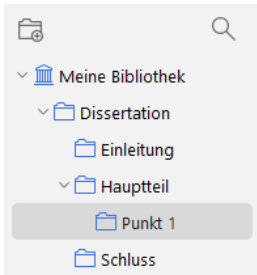 Meine Bibliothek
Dissertation
Einleitung
Hauptteil
Punkt 1
Schluss